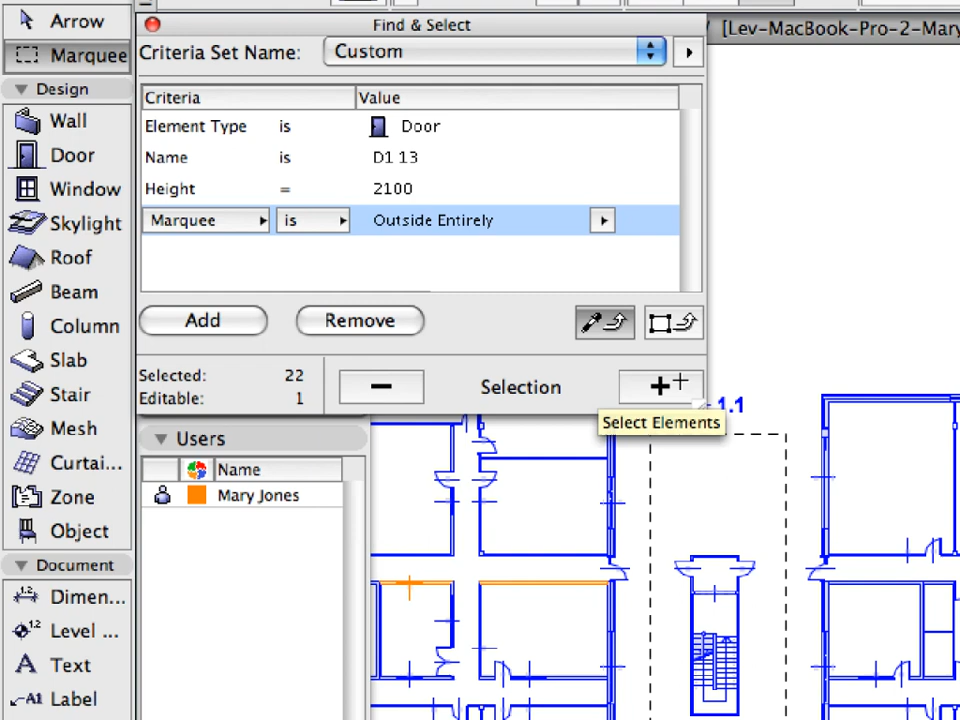 Arrow
Marquee
Design
Wall
Door
Window
Skylight
Roof
Beam
Column
Slab
Stair
Mesh
Curtai...
Zone
Object
Document
Dimen...
Level ...
Text
A1 Label
Find & Select
[Lev-MacBook-Pro-2-Mary
Criteria Set Name: Custom
Criteria Value
Element Type is Door
Name is D1 13
Height = 2100
Marquee is Outside Entirely
Add Remove
Selected: 22
Editable: 1
Selection
Select Elements
1.1
Users
Name
Mary Jones